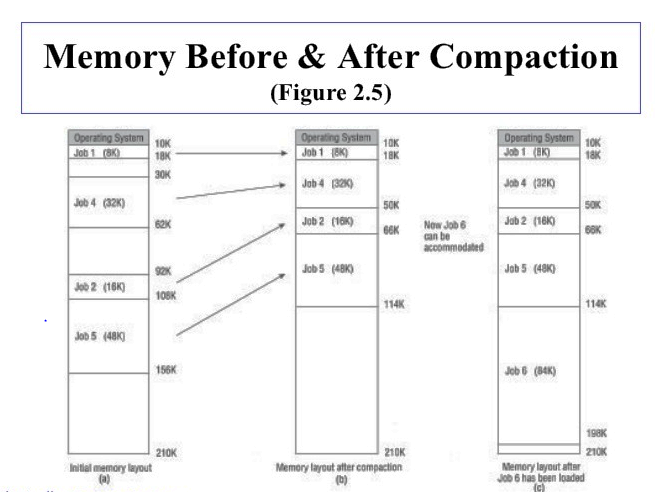 Memory Before & After Compaction
(Figure 2.5)
Operating System
10K
Job 1 (8K)
18K
30K
Job 4 (32K)
62K
92K
Job 2 (16K)
108K
Job 5 (48K)
156K
210K
Initial memory layout
(a)
Operating System
10K
Job 1 (8K)
18K
Job 4 (32K)
50K
Job 2 (16K)
66K
Job 5 (48K)
114K
210K
Memory layout after compaction
(b)
Now Job 6
can be
accommodated
Operating System
10K
Job 1 (8K)
18K
Job 4 (32K)
50K
Job 2 (16K)
66K
Job 5 (48K)
114K
Job 6 (84K)
198K
210K
Memory layout after
Job 6 has been loaded
(c)